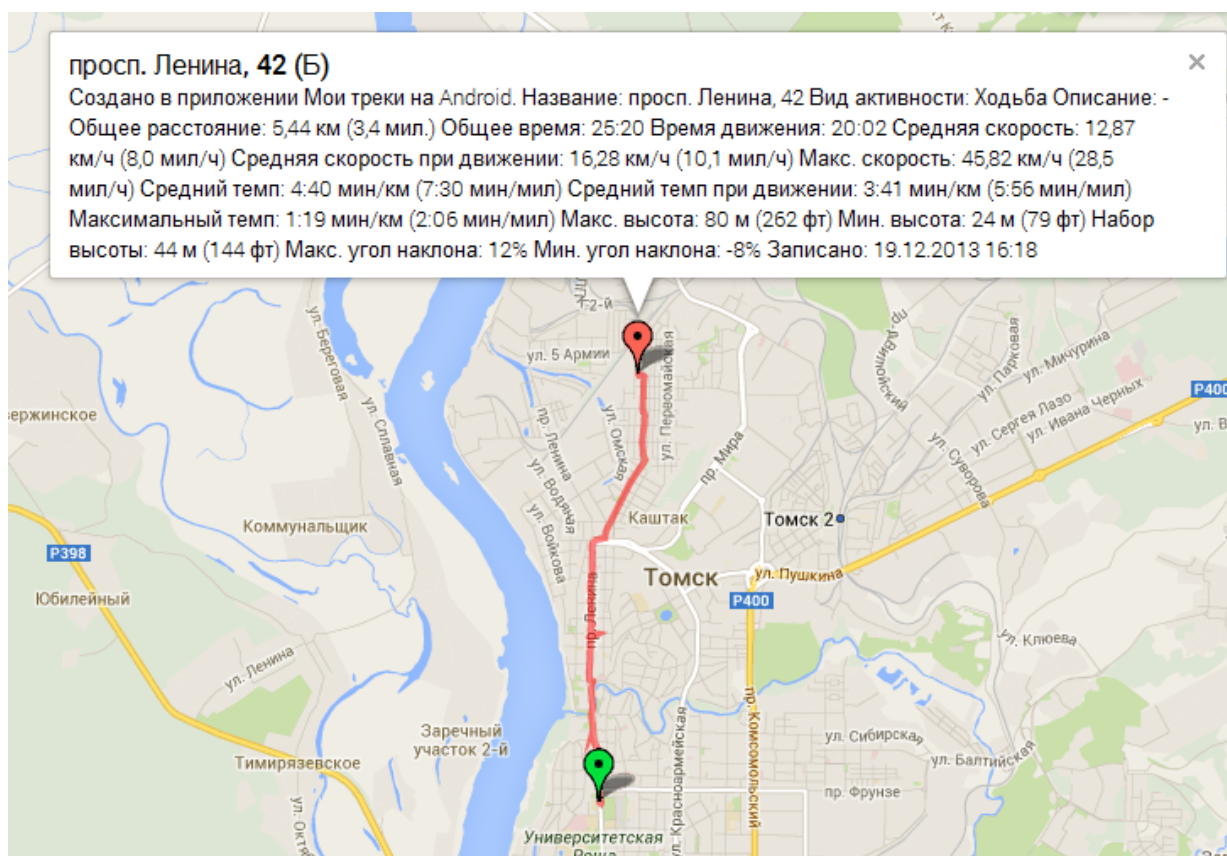 просп. Ленина, 42 (Б)
Создано в приложении Мои треки на Android. Название: просп. Ленина, 42 Вид активности: Ходьба Описание: -
Общее расстояние: 5,44 км (3,4 мил.) Общее время: 25:20 Время движения: 20:02 Средняя скорость: 12,87
км/ч (8,0 мил/ч) Средняя скорость при движении: 16,28 км/ч (10,1 мил/ч) Макс. скорость: 45,82 км/ч (28,5
мил/ч) Средний темп: 4:40 мин/км (7:30 мин/мил) Средний темп при движении: 3:41 мин/км (5:56 мин/мил)
Максимальный темп: 1:19 мин/км (2:06 мин/мил) Макс. высота: 80 м (262 фт) Мин. высота: 24 м (79 фт) Набор
высоты: 44 м (144 фт) Макс. угол наклона: 12% Мин. угол наклона: -8% Записано: 19.12.2013 16:18
2-й
ул. 5 Армии
ул. Первомайская
ул. Береговая
ул. Сплавная
ул. Парковая
ул. Мичурина
Р400
ул. Сергея Лазо
ул. Ивана Черных
ул. В
ержинское
пр. Ленина
ул. Омская
пр. Мира
ул. Суворова
ул. Водяная
ул. Войкова
Каштак
Томск 2
Коммунальщик
Р398
Томск
ул. Пушкина
Р400
Юбилейный
пр. Ленина
ул. Клюева
ул. Ленина
пр. Комсомольский
ул. Красноармейская
Заречный
участок 2-й
ул. Сибирская
ул. Балтийская
Тимирязевское
пр. Фрунзе
ул. Октя
Университетская
Роща